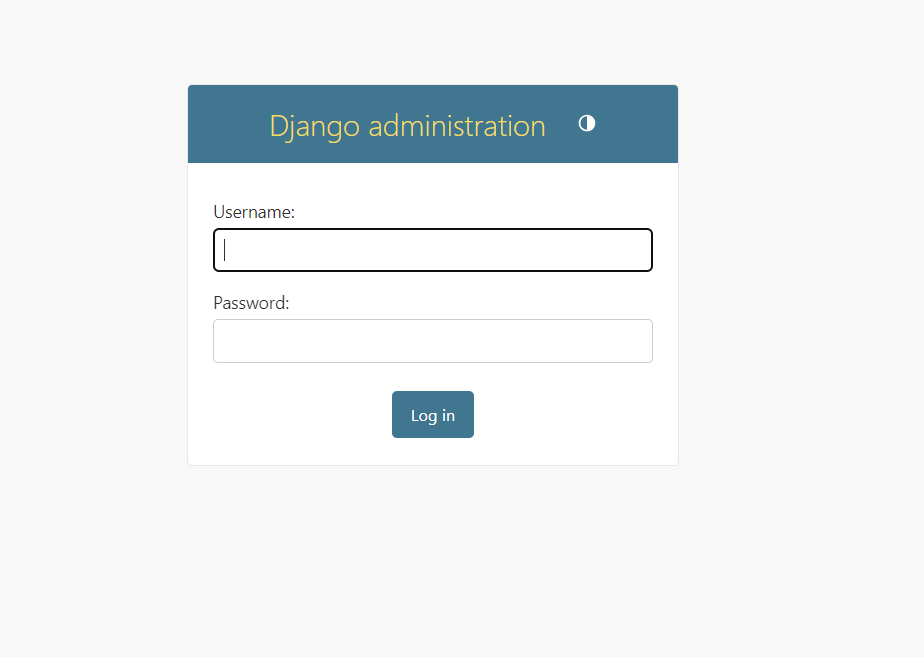 Django administration
Username:
Password:
Log in